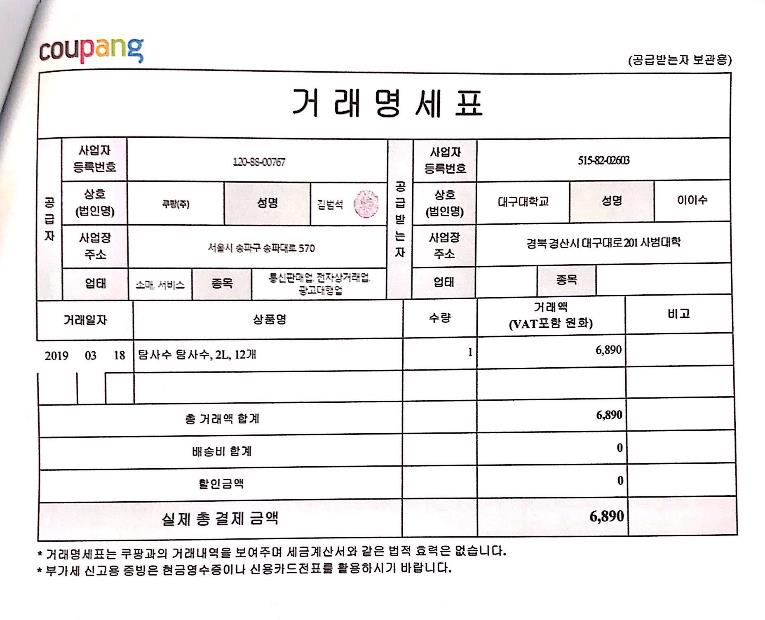 coupang
(공급받는자 보관용)
거래명세표
공급자
사업자 등록번호
120-88-00767
상호 (법인명)
쿠팡(주)
성명
김범석
사업장 주소
서울시 송파구 송파대로 570
업태
소매, 서비스
종목
통신판매업, 전자상거래업,
광고대행업
공급받는자
사업자 등록번호
515-82-02603
상호 (법인명)
대구대학교
성명
이이수
사업장 주소
경북 경산시 대구대로 201 사범대학
업태
종목
거래일자 상품명 수량 거래액 (VAT포함 원화) 비고
2019 03 18 탐사수 탐사수, 2L, 12개 1 6,890
총 거래액 합계 6,890
배송비 합계 0
할인금액 0
실제 총 결제 금액 6,890
* 거래명세표는 쿠팡과의 거래내역을 보여주며 세금계산서와 같은 법적 효력은 없습니다.
* 부가세 신고용 증빙은 현금영수증이나 신용카드전표를 활용하시기 바랍니다.